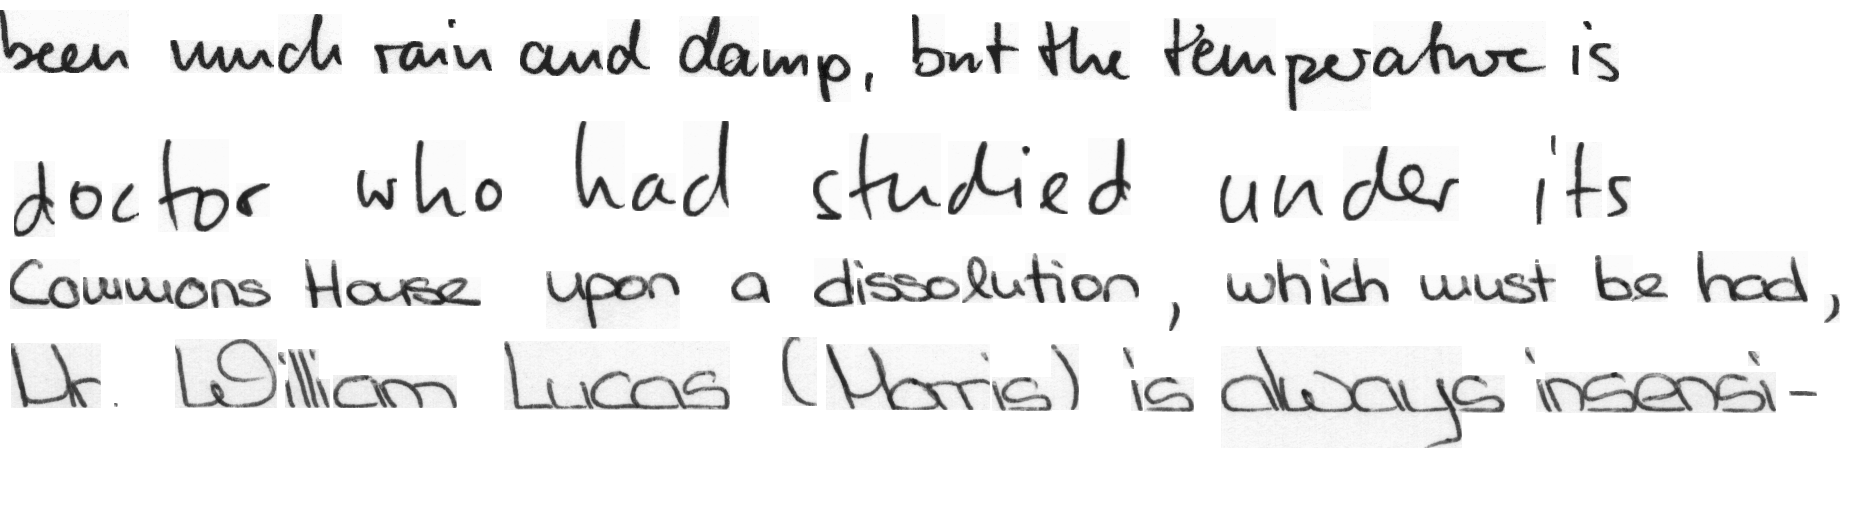 been much rain and damp, but the temperature is
doctor who had studied under its
Commons House upon a dissolution, which must be had,
Mr. William Lucas (Morris) is always insensi-